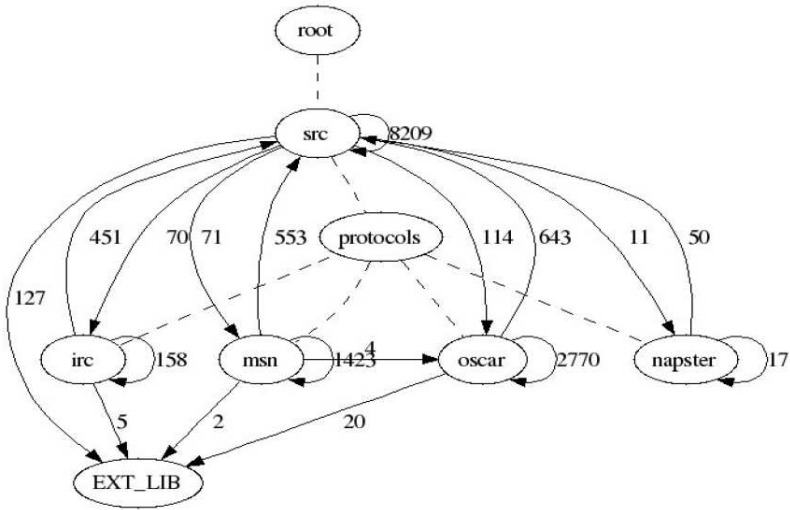 root
src
8209
451
70
71
553
protocols
114
643
11
50
127
4
irc
158
msn
1423
oscar
2770
napster
17
5
2
20
EXT_LIB